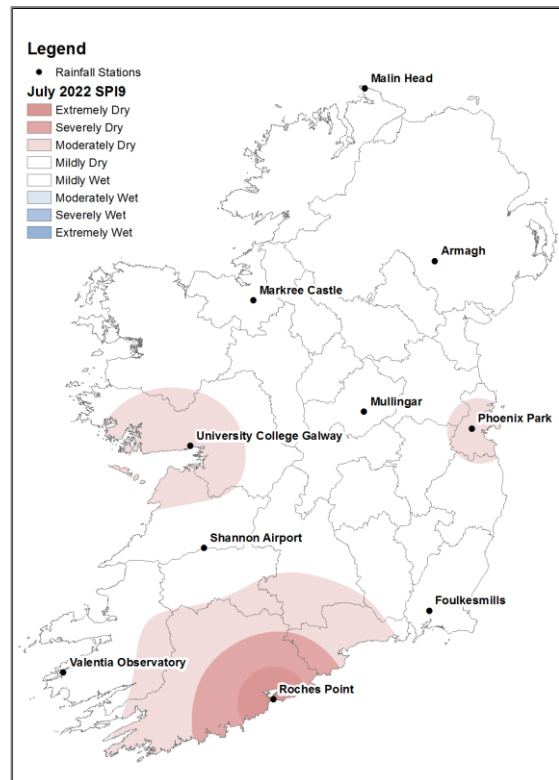 Legend
Rainfall Stations
July 2022 SPI9
Extremely Dry
Severely Dry
Moderately Dry
Mildly Dry
Mildly Wet
Moderately Wet
Severely Wet
Extremely Wet
Malin Head
Armagh
Markree Castle
Mullingar
Phoenix Park
University College Galway
Shannon Airport
Foulkesmills
Valentia Observatory
Roches Point